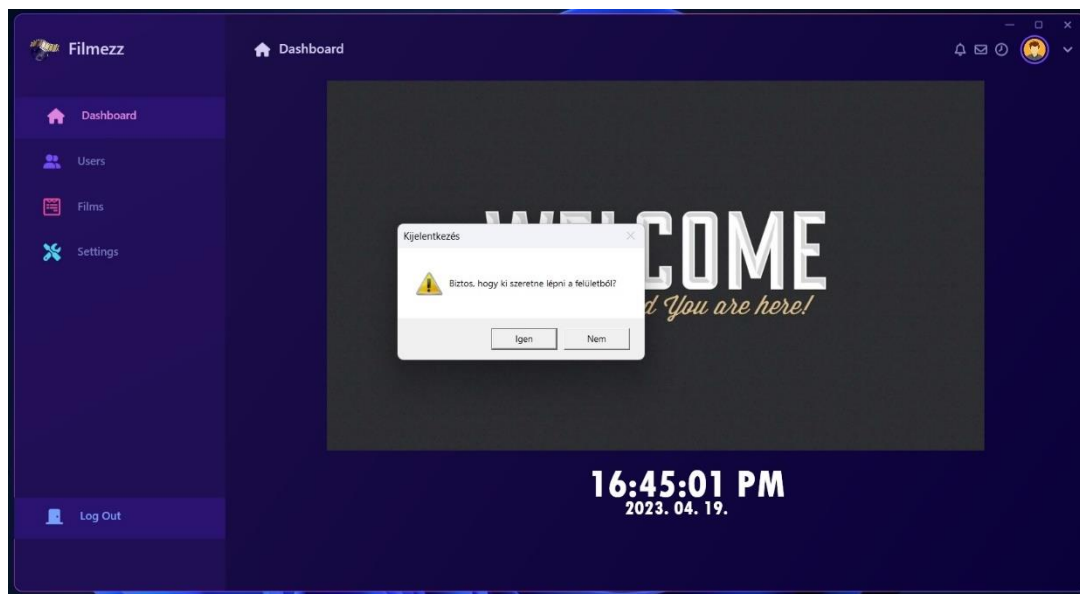 Filmezz
Dashboard
Dashboard
Users
Films
Settings
Log Out
COME
You are here!
Kijelentkezés
Biztos, hogy ki szeretne lépni a felületből?
Igen
Nem
16:45:01 PM
2023. 04. 19.